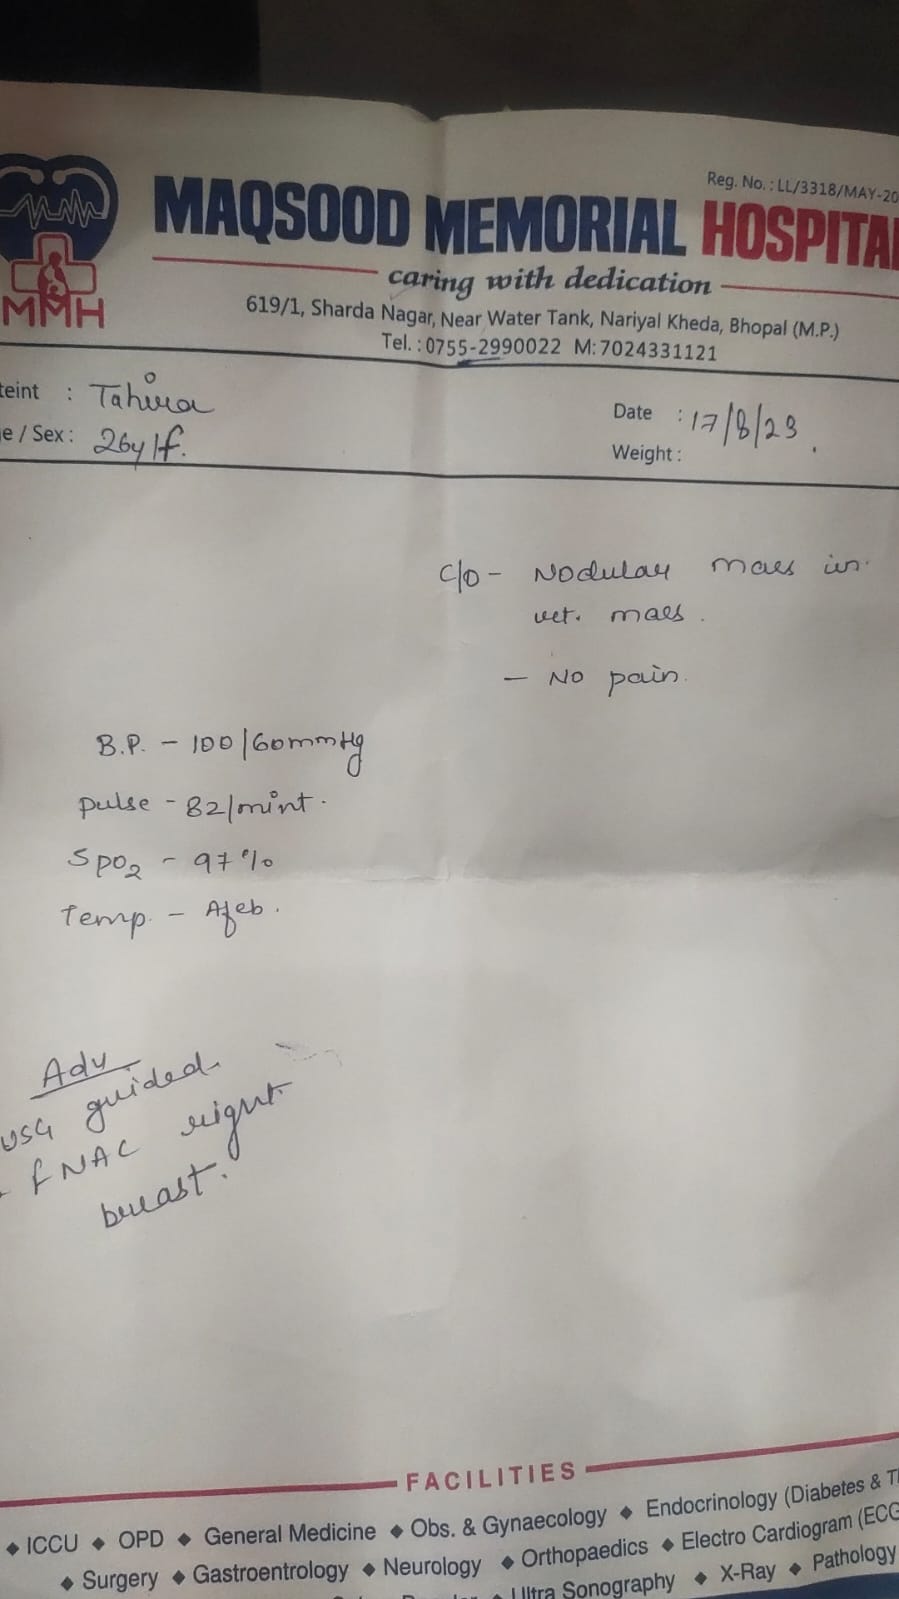 Reg. No. : LL/3318/MAY-20
MAQSOOD MEMORIAL HOSPITAL
caring with dedication
MMH
619/1, Sharda Nagar, Near Water Tank, Nariyal Kheda, Bhopal (M.P.)
Tel. : 0755-2990022 M: 7024331121
teint : Tahira
Date : 17/8/23
e / Sex : 26y/f.
Weight :
C/O - Nodular mass in
mass.
- No pain.
B.P. - 100/60mmHg
pulse - 82/mint.
SpO2 - 97%
Temp. - Afeb.
Adv
USG guided
FNAC right
breast.
FACILITIES
ICCU OPD General Medicine Obs. & Gynaecology Endocrinology (Diabetes &
Surgery Gastroentrology Neurology Orthopaedics Electro Cardiogram (ECG
Ultra Sonography X-Ray Pathology